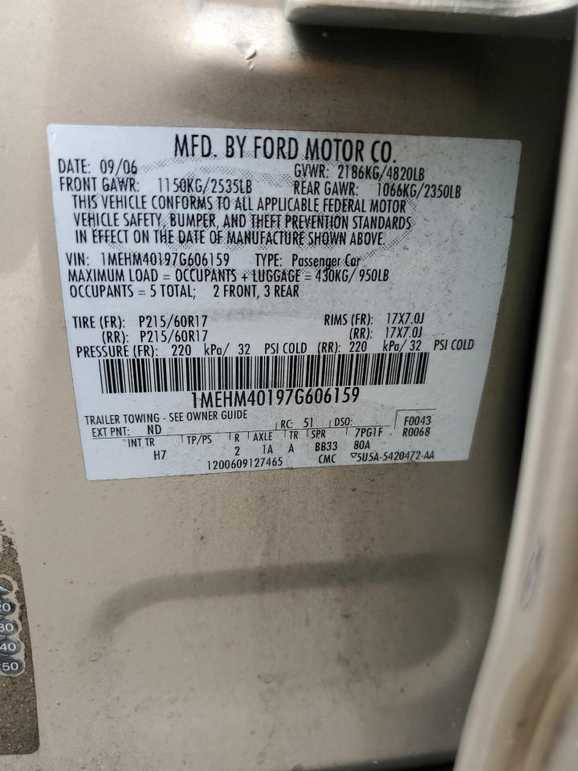 MFD. BY FORD MOTOR CO.
DATE: 09/06 GVWR: 2186KG/4820LB
FRONT GAWR: 1150KG/2535LB REAR GAWR: 1066KG/2350LB
THIS VEHICLE CONFORMS TO ALL APPLICABLE FEDERAL MOTOR
VEHICLE SAFETY, BUMPER, AND THEFT PREVENTION STANDARDS
IN EFFECT ON THE DATE OF MANUFACTURE SHOWN ABOVE.
VIN: 1MEHM40197G606159 TYPE: Passenger Car
MAXIMUM LOAD = OCCUPANTS + LUGGAGE = 430KG/ 950LB
OCCUPANTS = 5 TOTAL; 2 FRONT, 3 REAR
TIRE (FR): P215/60R17 RIMS (FR): 17X7.0J
(RR): P215/60R17 (RR): 17X7.0J
PRESSURE (FR): 220 kPa/ 32 PSI COLD (RR): 220 kPa/ 32 PSI COLD
1MEHM40197G606159
TRAILER TOWING - SEE OWNER GUIDE
EXT PNT: ND RC: 51 DSO: F0043
R0068
INT TR TP/PS R AXLE TR SPR 7PG1F
H7 2 1A A BB33 80A
1200609127465 CMC 5U5A-5420472-AA
20
30
40
50